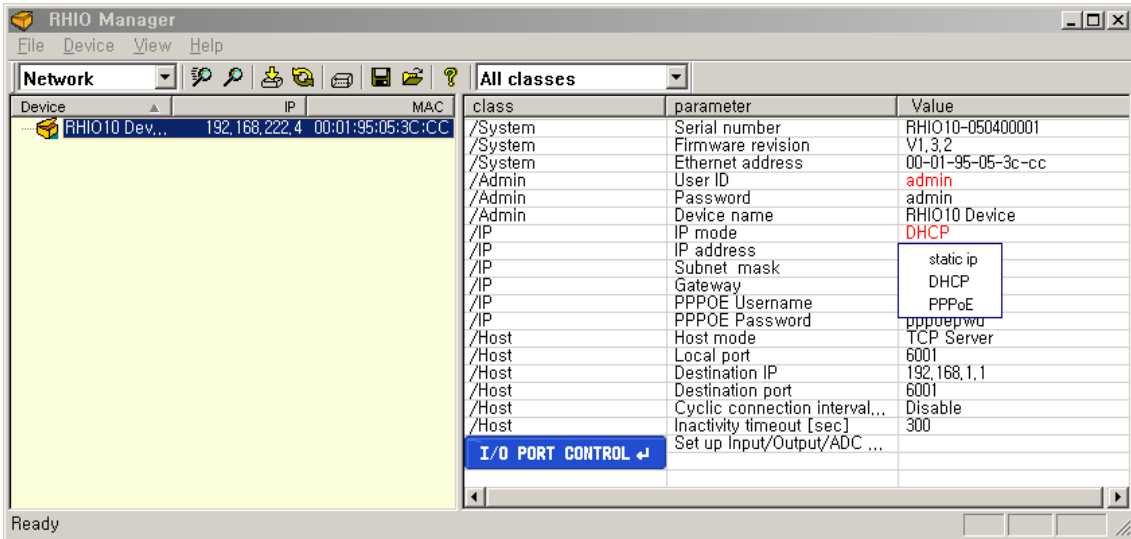 RHIO Manager
File Device View Help
Network All classes
Device IP MAC class parameter Value
RHIO10 Dev,,, 192,168,222,4 00:01:95:05:3C:CC /System Serial number RHIO10-050400001
/System Firmware revision V1,3,2
/System Ethernet address 00-01-95-05-3c-cc
/Admin User ID admin
/Admin Password admin
/Admin Device name RHIO10 Device
/IP IP mode DHCP
/IP IP address
static ip
/IP Subnet mask
/IP Gateway DHCP
/IP PPPOE Username PPPoE
/IP PPPOE Password pppoepwd
/Host Host mode TCP Server
/Host Local port 6001
/Host Destination IP 192,168,1,1
/Host Destination port 6001
/Host Cyclic connection interval,,, Disable
/Host Inactivity timeout [sec] 300
I/O PORT CONTROL ↵ Set up Input/Output/ADC ,,,
Ready